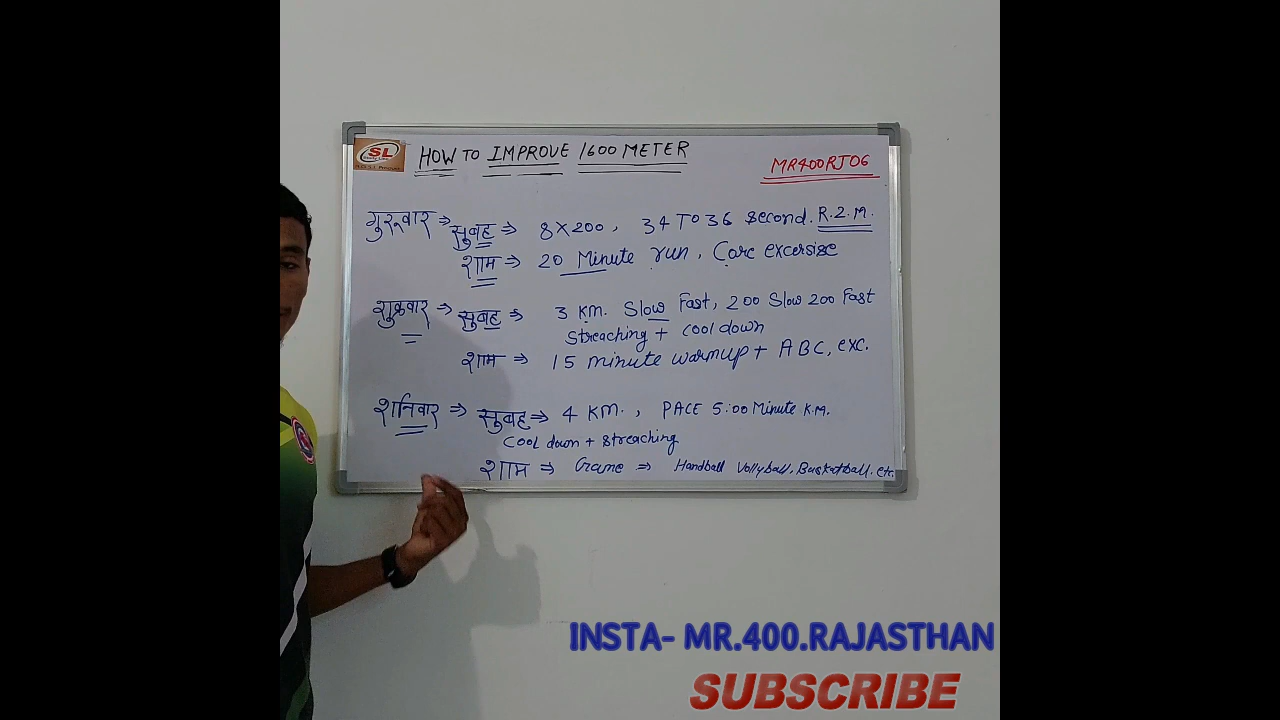 SL
HOW TO IMPROVE 1600 METER
MR400RJ06
गुरुवार ⇒ सुबह ⇒ 8×200, 34 TO 36 Second. R.2.M.
शाम ⇒ 20 Minute run, Core excersise
शुक्रवार ⇒ सुबह ⇒ 3 KM. Slow Fast, 200 Slow 200 Fast
Streaching + Cool down
शाम ⇒ 15 minute warmup + ABC, exc.
शनिवार ⇒ सुबह ⇒ 4 KM., PACE 5:00 Minute K.M.
Cool down + streaching
शाम ⇒ Game ⇒ Handball Vollyball, Basketball. etc.
INSTA- MR.400.RAJASTHAN
SUBSCRIBE